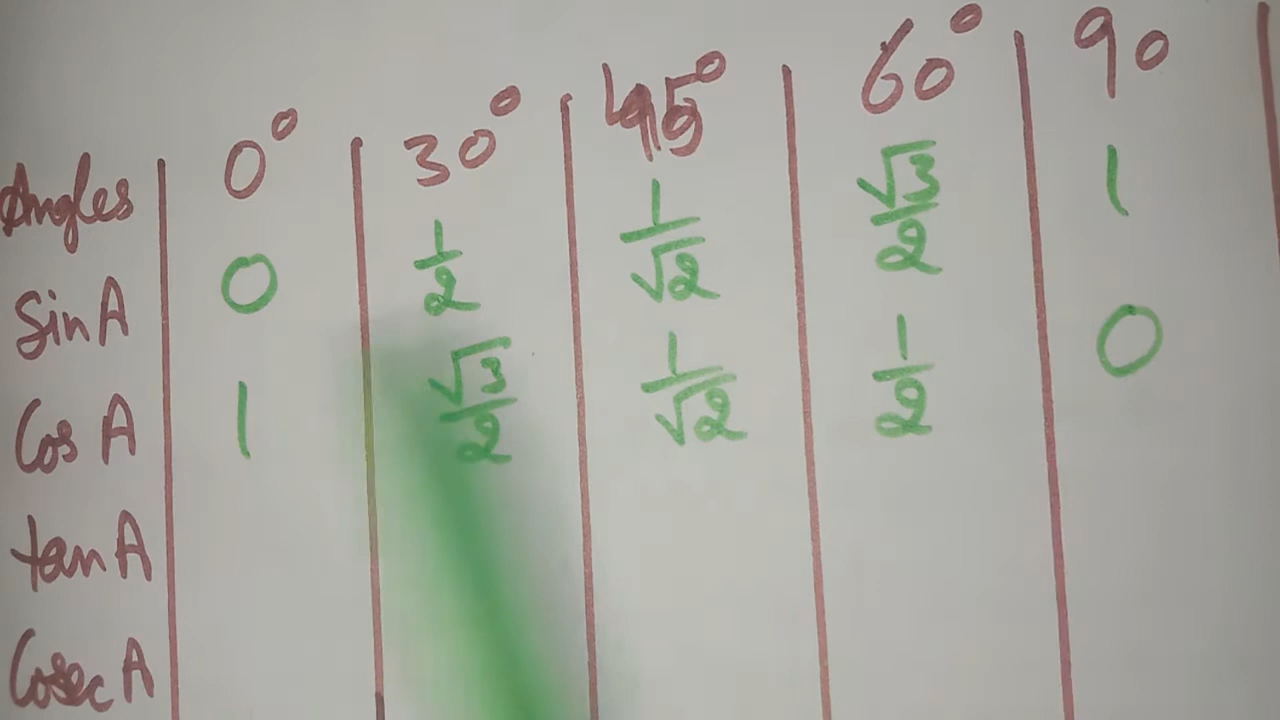 Angles 0° 30° 45° 60° 90
Sin A 0 1/2 1/√2 √3/2 1
Cos A 1 √3/2 1/√2 1/2 0
tan A
Cosec A